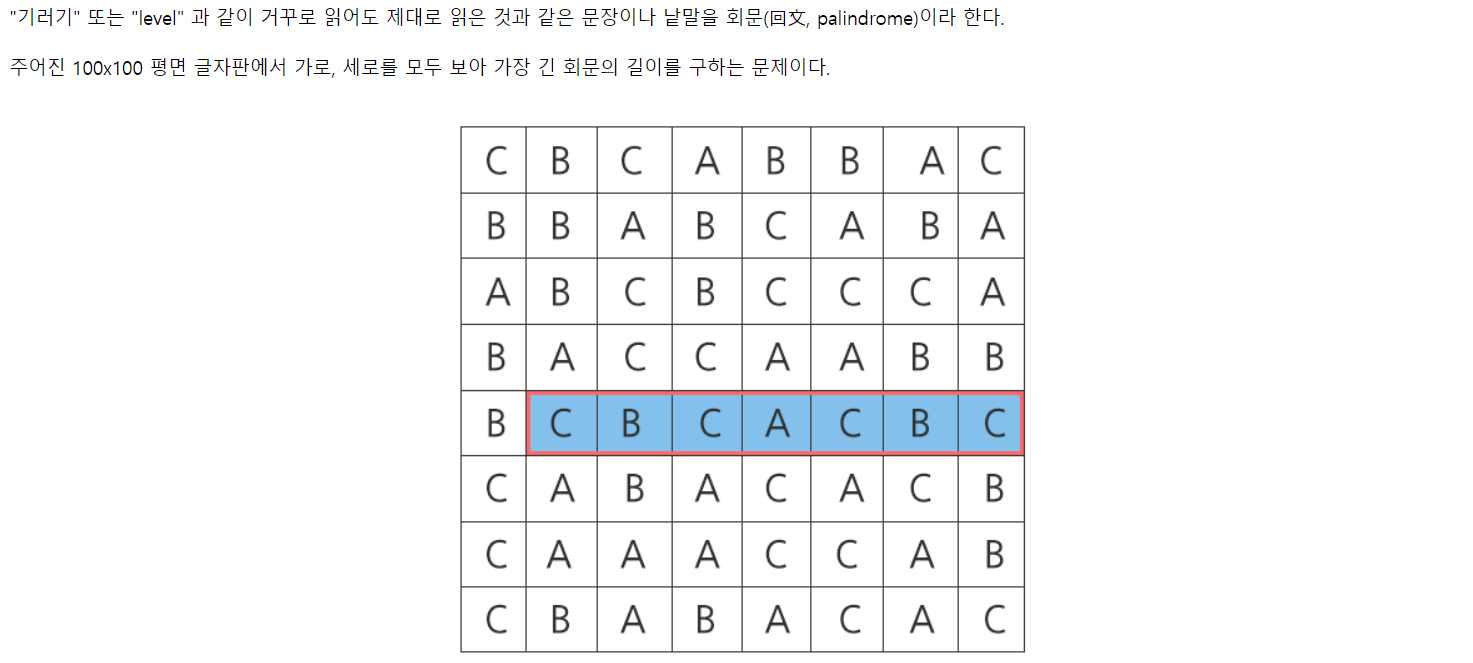 "기러기" 또는 "level" 과 같이 거꾸로 읽어도 제대로 읽은 것과 같은 문장이나 낱말을 회문(回文, palindrome)이라 한다.
주어진 100x100 평면 글자판에서 가로, 세로를 모두 보아 가장 긴 회문의 길이를 구하는 문제이다.
C B C A B B A C
B B A B C A B A
A B C B C C C A
B A C C A A B B
B C B C A C B C
C A B A C A C B
C A A A C C A B
C B A B A C A C